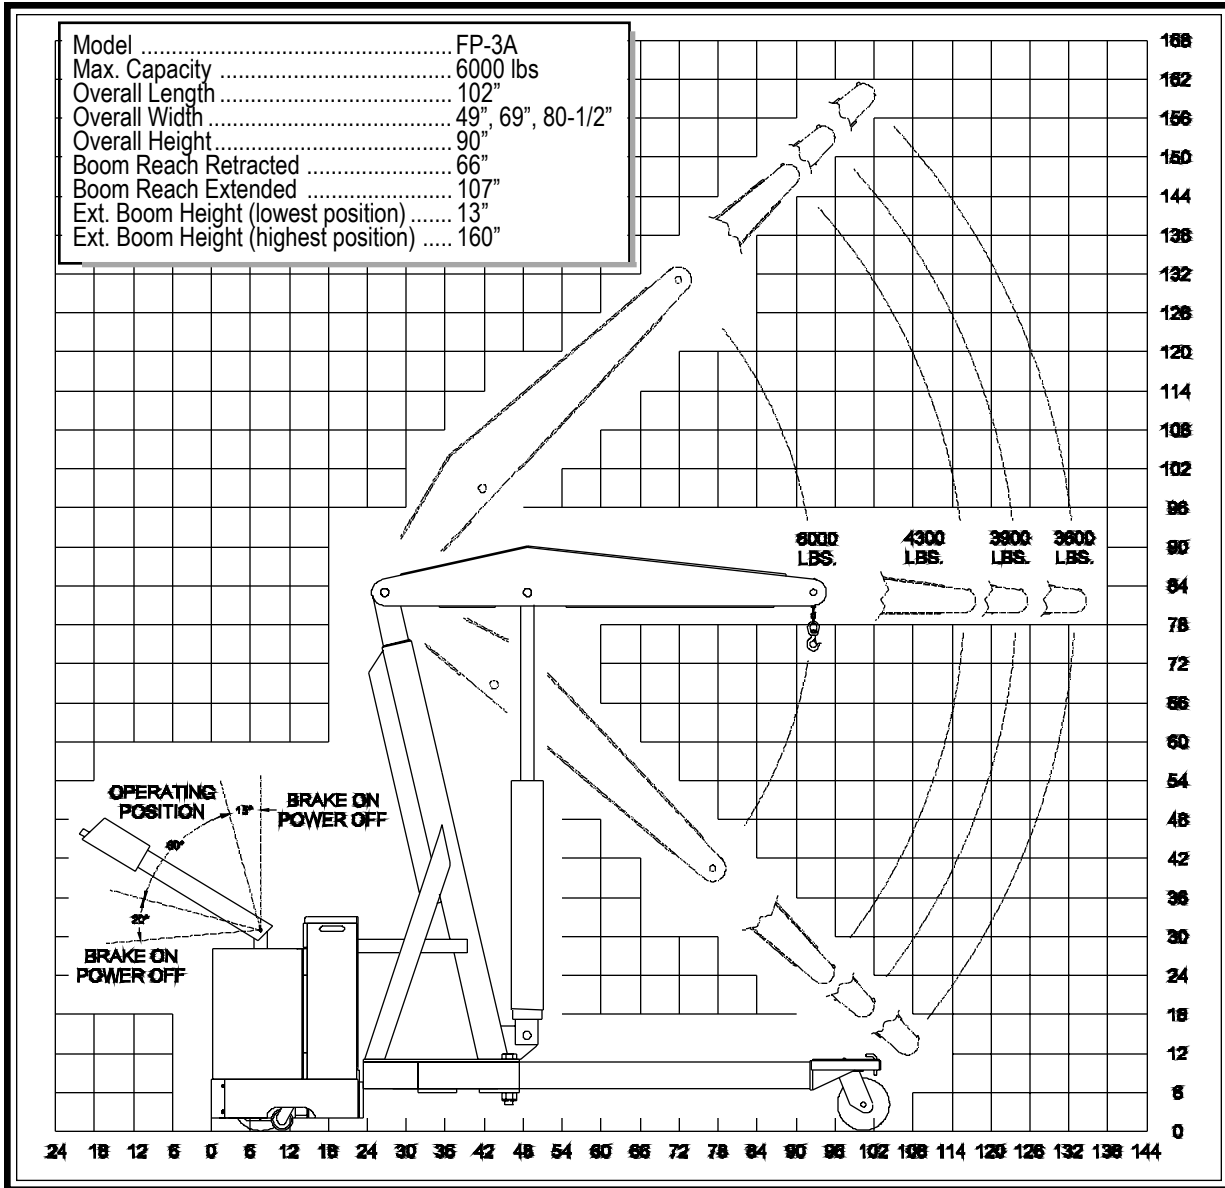 Model ................................................... FP-3A
Max. Capacity ...................................... 6000 lbs
Overall Length ...................................... 102”
Overall Width ........................................ 49”, 69”, 80-1/2”
Overall Height ....................................... 90”
Boom Reach Retracted ......................... 66”
Boom Reach Extended ........................ 107”
Ext. Boom Height (lowest position) ....... 13”
Ext. Boom Height (highest position) ..... 160”
168
162
156
150
144
138
132
126
120
114
108
102
96
6000 LBS.
4300 LBS.
3900 LBS.
3600 LBS.
90
84
78
72
66
60
54
48
42
36
30
24
18
12
6
0
OPERATING
POSITION
15°
BRAKE ON
POWER OFF
60°
20°
BRAKE ON
POWER OFF
24 18 12 6 0 6 12 18 24 30 36 42 48 54 60 66 72 78 84 90 96 102 108 114 120 126 132 138 144